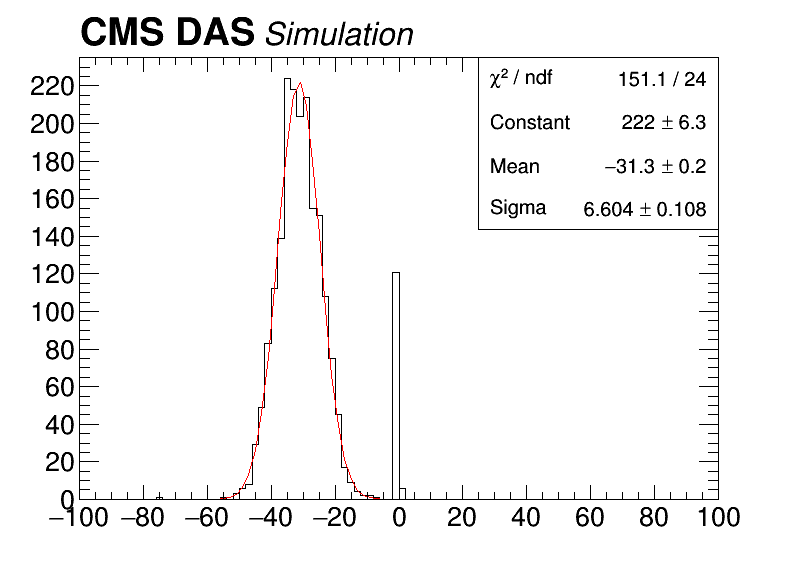 CMS DAS Simulation
χ² / ndf 151.1 / 24
Constant 222 ± 6.3
Mean −31.3 ± 0.2
Sigma 6.604 ± 0.108
220
200
180
160
140
120
100
80
60
40
20
0
−100 −80 −60 −40 −20 0 20 40 60 80 100